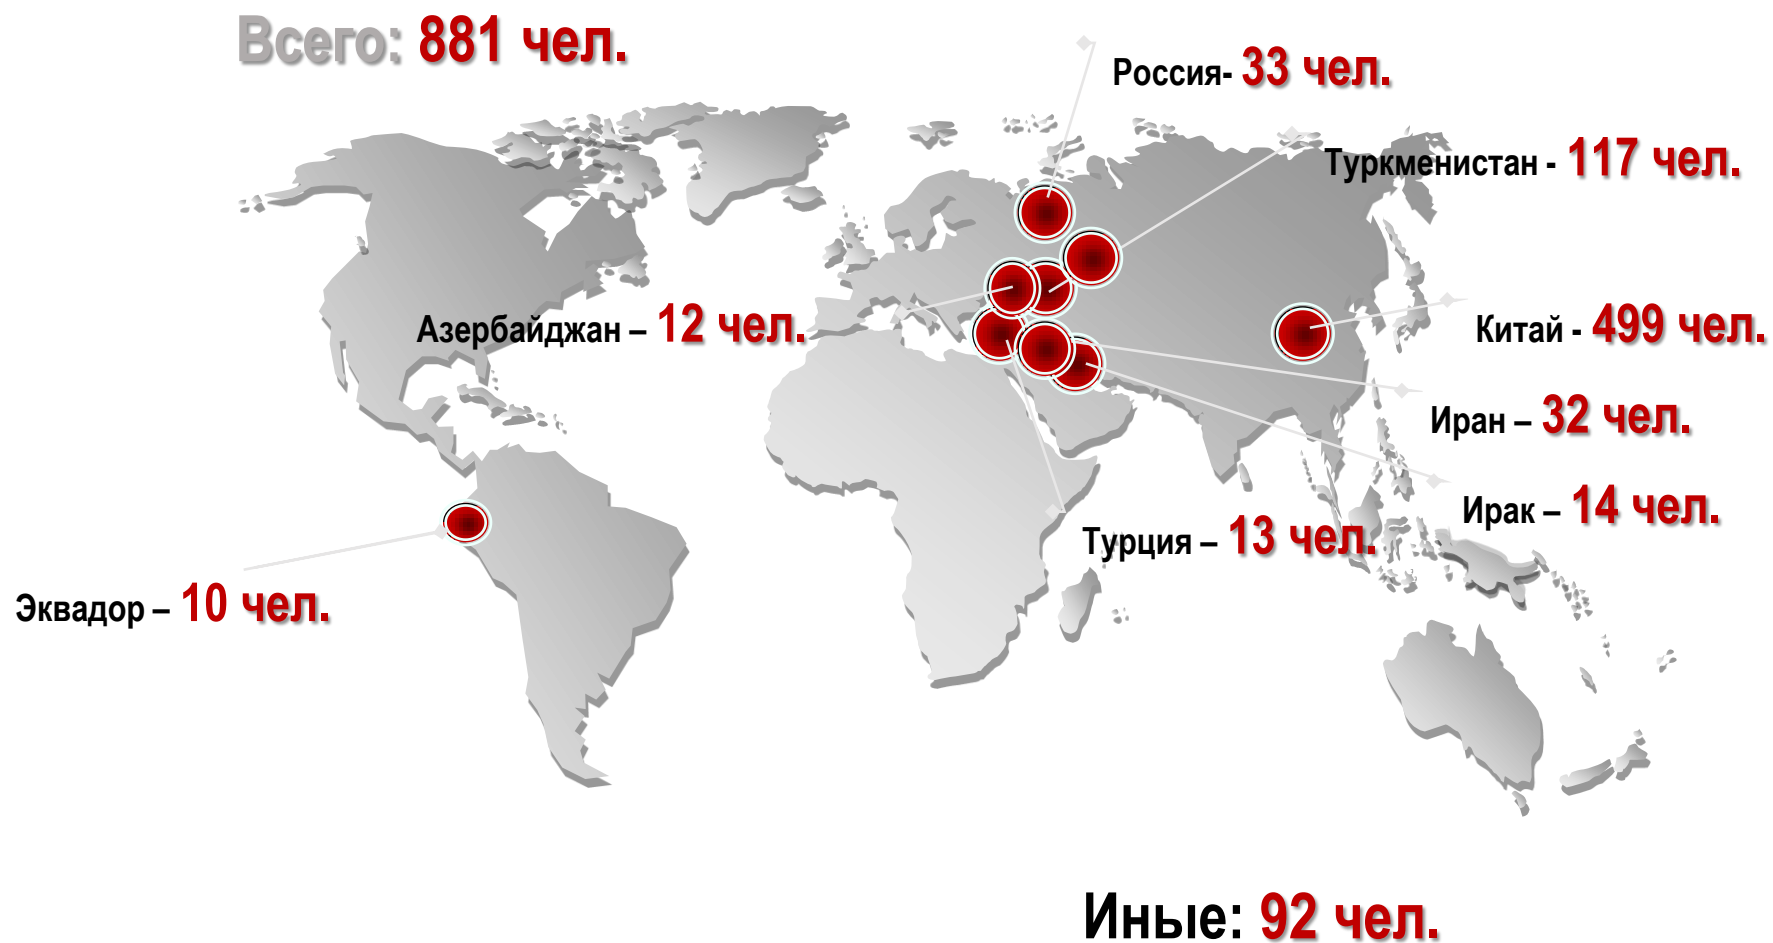 Всего: 881 чел.
Россия- 33 чел.
Туркменистан - 117 чел.
Азербайджан – 12 чел.
Китай - 499 чел.
Иран – 32 чел.
Ирак – 14 чел.
Турция – 13 чел.
Эквадор – 10 чел.
Иные: 92 чел.